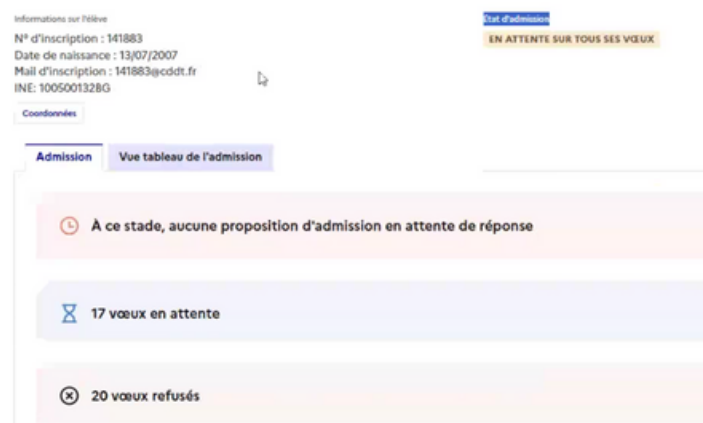 Informations sur l'élève
N° d'inscription : 141883
Date de naissance : 13/07/2007
Mail d'inscription : 141883@cddt.fr
INE: 1005001328G
Coordonnées
Etat d'admission
EN ATTENTE SUR TOUS SES VŒUX
Admission
Vue tableau de l'admission
À ce stade, aucune proposition d'admission en attente de réponse
17 vœux en attente
20 vœux refusés